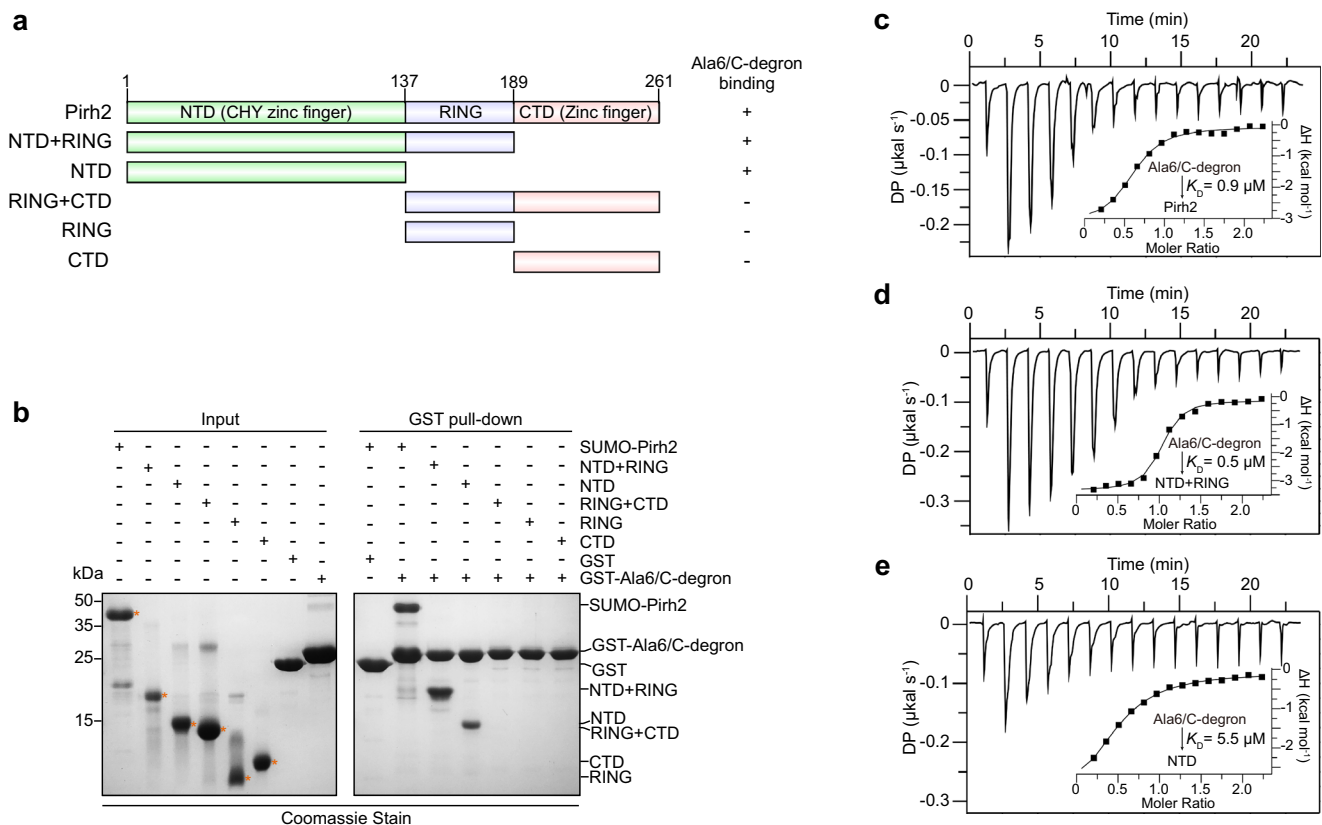 a
Ala6/C-degron
binding
1 137 189 261
Pirh2 NTD (CHY zinc finger) RING CTD (Zinc finger) +
NTD+RING +
NTD +
RING+CTD -
RING -
CTD -
b
Input GST pull-down
+ - - - - - - - + + - - - - - SUMO-Pirh2
- + - - - - - - - - + - - - - NTD+RING
- - + - - - - - - - - + - - - NTD
- - - + - - - - - - - - + - - RING+CTD
- - - - + - - - - - - - - + - RING
- - - - - + - - - - - - - - + CTD
- - - - - - + - + - - - - - - GST
- - - - - - - + - + + + + + + GST-Ala6/C-degron
kDa
50
35
25
15
* * * * * *
SUMO-Pirh2
GST-Ala6/C-degron
GST
NTD+RING
NTD
RING+CTD
CTD
RING
Coomassie Stain
c
Time (min)
0 5 10 15 20
0
-0.05
-0.1
-0.15
-0.2
DP (µkal s-1)
Ala6/C-degron
KD= 0.9 µM
Pirh2
0 0.5 1.0 1.5 2.0
Moler Ratio
0
-1
-2
-3
ΔH (kcal mol-1)
d
Time (min)
0 5 10 15 20
0
-0.1
-0.2
-0.3
DP (µkal s-1)
Ala6/C-degron
KD= 0.5 µM
NTD+RING
0 0.5 1.0 1.5 2.0
Moler Ratio
0
-1
-2
-3
ΔH (kcal mol-1)
e
Time (min)
0 5 10 15 20
0
-0.1
-0.2
-0.3
DP (µkal s-1)
Ala6/C-degron
KD= 5.5 µM
NTD
0 0.5 1.0 1.5 2.0
Moler Ratio
0
-1
-2
ΔH (kcal mol-1)